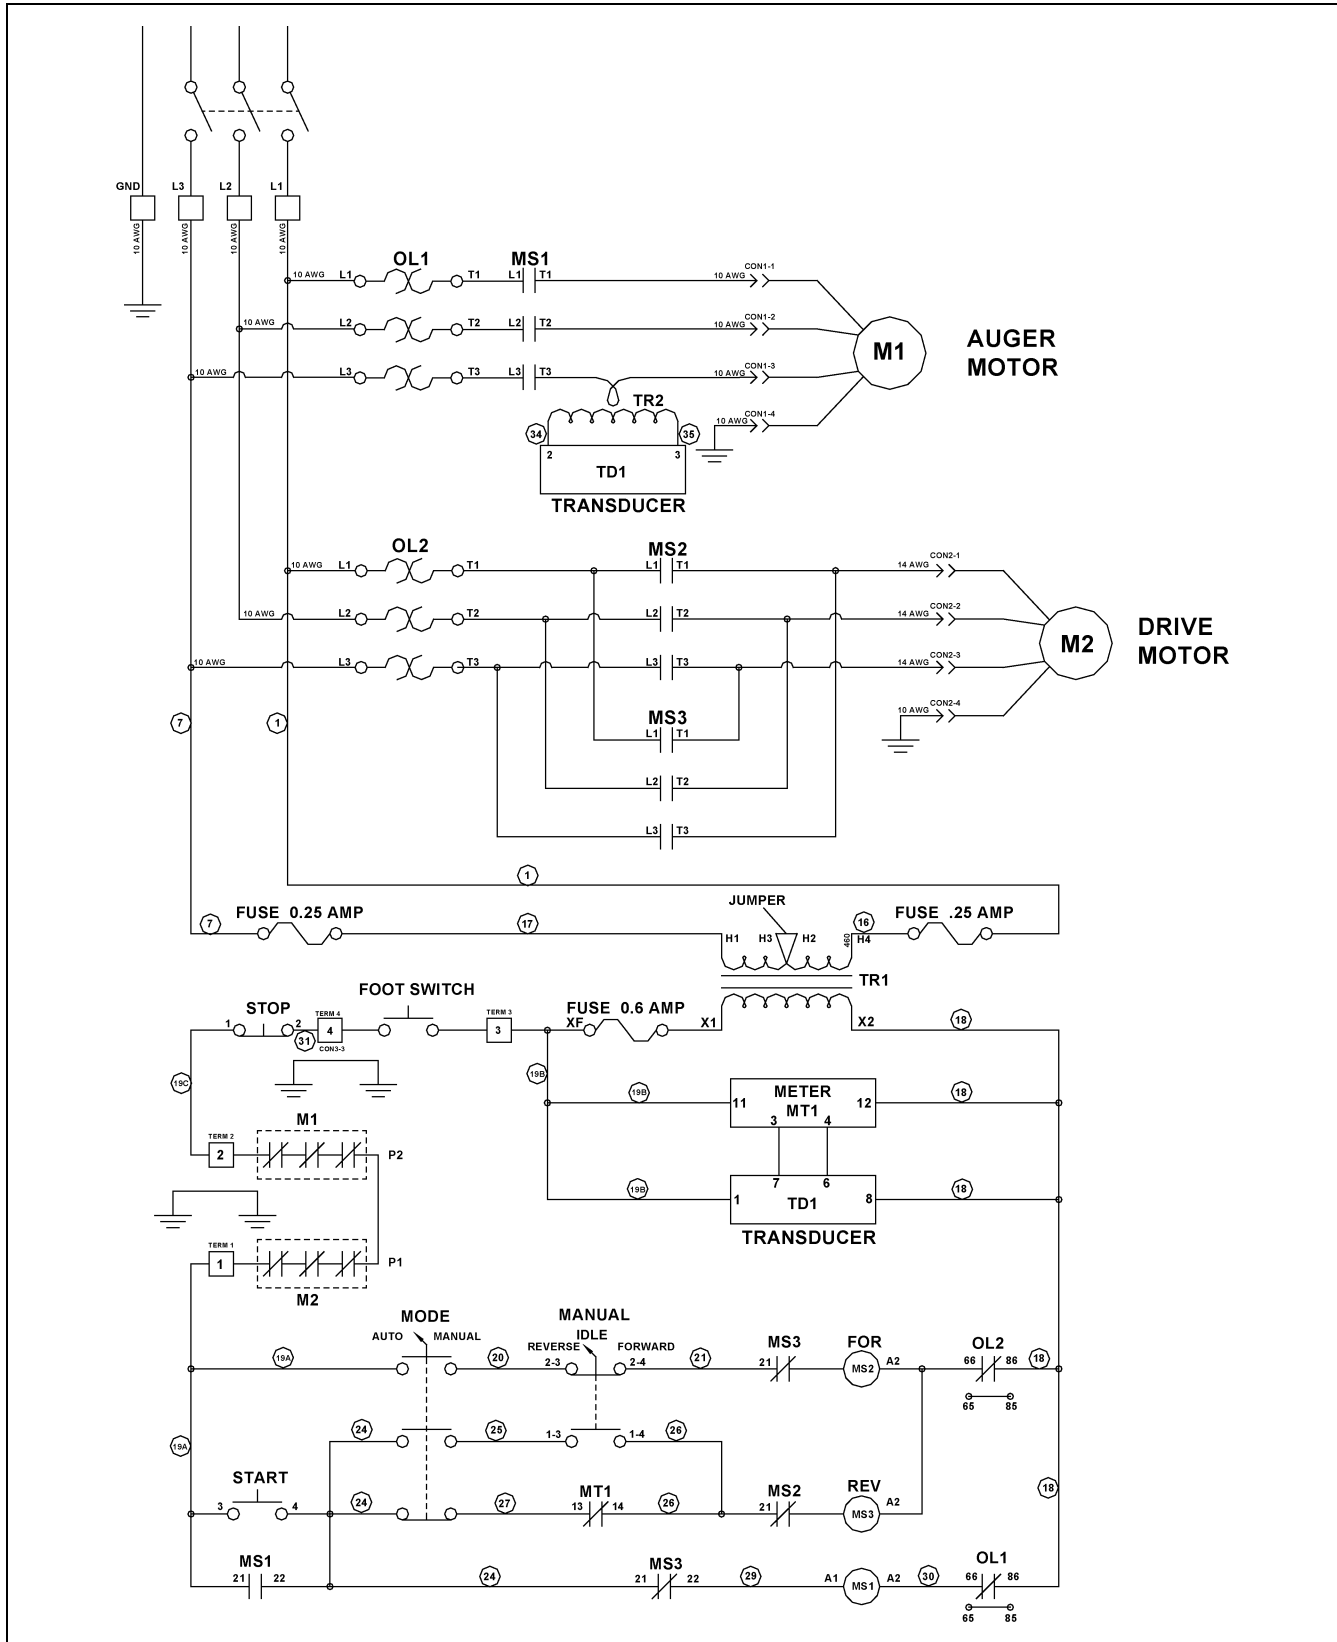 GND L3 L2 L1
10 AWG 10 AWG 10 AWG 10 AWG
OL1 MS1
10 AWG L1 T1 L1 T1 10 AWG CON1-1
10 AWG L2 T2 L2 T2 10 AWG CON1-2
10 AWG L3 T3 L3 T3 10 AWG CON1-3
M1
AUGER
MOTOR
TR2
10 AWG CON1-4
34 35
2 3
TD1
TRANSDUCER
OL2 MS2
10 AWG L1 T1 L1 T1 14 AWG CON2-1
10 AWG L2 T2 L2 T2 14 AWG CON2-2
10 AWG L3 T3 L3 T3 14 AWG CON2-3
M2
DRIVE
MOTOR
10 AWG CON2-4
7 1
MS3
L1 T1
L2 T2
L3 T3
1
JUMPER
7 FUSE 0.25 AMP 17 16 FUSE .25 AMP
H1 H3 H2 460 H4
TR1
STOP FOOT SWITCH FUSE 0.6 AMP
1 2 TERM 4 TERM 3 XF X1 X2 18
31 4 3
CON3-3
19C 19B
19B 11 METER 12 18
MT1
3 4
M1
TERM 2
2 P2
7 6
19B 1 TD1 8 18
TRANSDUCER
TERM 1
1 P1
M2
MODE MANUAL
AUTO MANUAL IDLE
REVERSE FORWARD
MS3 FOR OL2
19A 20 2-3 2-4 21 21 MS2 A2 66 86 18
65 85
24 25 1-3 1-4 26
19A
START MT1 MS2 REV 18
3 4 24 27 13 14 26 21 MS3 A2
MS1 MS3 OL1
21 22 24 21 22 29 A1 MS1 A2 30 66 86
65 85